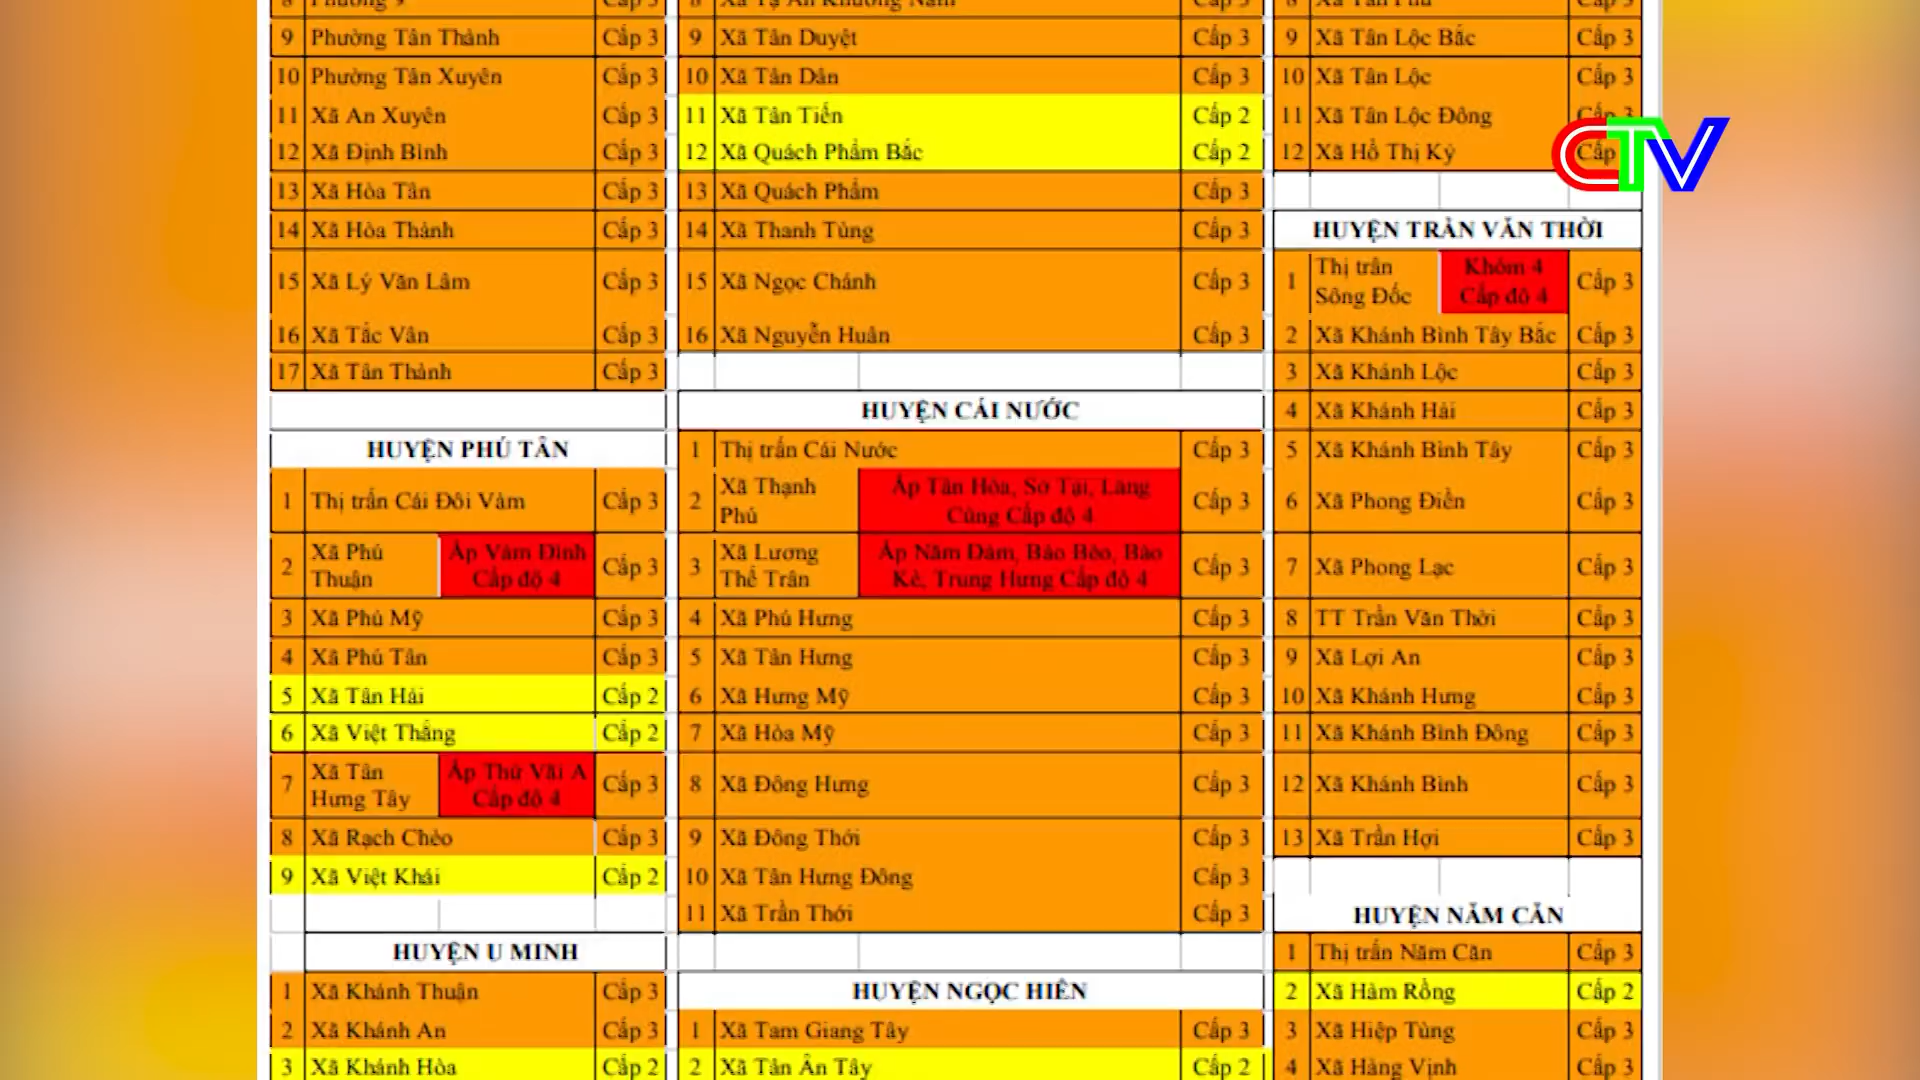 8 Phường 9 Cấp 3
9 Phường Tân Thành Cấp 3
10 Phường Tân Xuyên Cấp 3
11 Xã An Xuyên Cấp 3
12 Xã Định Bình Cấp 3
13 Xã Hòa Tân Cấp 3
14 Xã Hòa Thành Cấp 3
15 Xã Lý Văn Lâm Cấp 3
16 Xã Tắc Vân Cấp 3
17 Xã Tân Thành Cấp 3
HUYỆN PHÚ TÂN
1 Thị trấn Cái Đôi Vàm Cấp 3
2 Xã Phú Thuận Ấp Vàm Đình Cấp độ 4 Cấp 3
3 Xã Phú Mỹ Cấp 3
4 Xã Phú Tân Cấp 3
5 Xã Tân Hải Cấp 2
6 Xã Việt Thắng Cấp 2
7 Xã Tân Hưng Tây Ấp Thứ Vãi A Cấp độ 4 Cấp 3
8 Xã Rạch Chèo Cấp 3
9 Xã Việt Khái Cấp 2
HUYỆN U MINH
1 Xã Khánh Thuận Cấp 3
2 Xã Khánh An Cấp 3
3 Xã Khánh Hòa Cấp 2
8 Xã Tạ An Khương Nam Cấp 3
9 Xã Tân Duyệt Cấp 3
10 Xã Tân Dân Cấp 3
11 Xã Tân Tiến Cấp 2
12 Xã Quách Phẩm Bắc Cấp 2
13 Xã Quách Phẩm Cấp 3
14 Xã Thanh Tùng Cấp 3
15 Xã Ngọc Chánh Cấp 3
16 Xã Nguyễn Huân Cấp 3
HUYỆN CÁI NƯỚC
1 Thị trấn Cái Nước Cấp 3
2 Xã Thạnh Phú Ấp Tân Hòa, Sở Tại, Láng Cùng Cấp độ 4 Cấp 3
3 Xã Lương Thế Trân Ấp Năm Đảm, Bào Bèo, Bào Kè, Trung Hưng Cấp độ 4 Cấp 3
4 Xã Phú Hưng Cấp 3
5 Xã Tân Hưng Cấp 3
6 Xã Hưng Mỹ Cấp 3
7 Xã Hòa Mỹ Cấp 3
8 Xã Đông Hưng Cấp 3
9 Xã Đông Thới Cấp 3
10 Xã Tân Hưng Đông Cấp 3
11 Xã Trần Thới Cấp 3
HUYỆN NGỌC HIỂN
1 Xã Tam Giang Tây Cấp 3
2 Xã Tân Ân Tây Cấp 2
8 Xã Tân Phú Cấp 3
9 Xã Tân Lộc Bắc Cấp 3
10 Xã Tân Lộc Cấp 3
11 Xã Tân Lộc Đông Cấp 3
12 Xã Hồ Thị Kỷ Cấp
CTV
HUYỆN TRẦN VĂN THỜI
1 Thị trấn Sông Đốc Khóm 4 Cấp độ 4 Cấp 3
2 Xã Khánh Bình Tây Bắc Cấp 3
3 Xã Khánh Lộc Cấp 3
4 Xã Khánh Hải Cấp 3
5 Xã Khánh Bình Tây Cấp 3
6 Xã Phong Điền Cấp 3
7 Xã Phong Lạc Cấp 3
8 TT Trần Văn Thời Cấp 3
9 Xã Lợi An Cấp 3
10 Xã Khánh Hưng Cấp 3
11 Xã Khánh Bình Đông Cấp 3
12 Xã Khánh Bình Cấp 3
13 Xã Trần Hợi Cấp 3
HUYỆN NĂM CĂN
1 Thị trấn Năm Căn Cấp 3
2 Xã Hàm Rồng Cấp 2
3 Xã Hiệp Tùng Cấp 3
4 Xã Hàng Vịnh Cấp 3